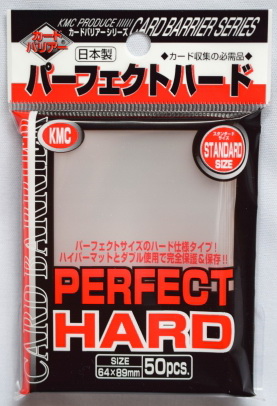 KMC PRODUCE //////
CARD BARRIER SERIES
カード
バリアー
カードバリアーシリーズ
日本製
◆カード収集の必需品◆
パーフェクトハード
KMC
スタンダード
サイズ
STANDARD
SIZE
CARD BARRIER
パーフェクトサイズのハード仕様タイプ!
ハイパーマットとダブル使用で完全保護&保存!!
PERFECT
HARD
SIZE
64×89mm
50pcs.